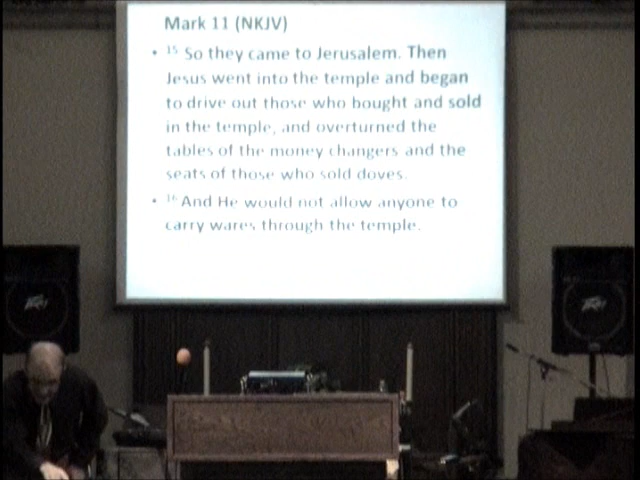 Mark 11 (NKJV)
• 15 So they came to Jerusalem. Then
Jesus went into the temple and began
to drive out those who bought and sold
in the temple, and overturned the
tables of the money changers and the
seats of those who sold doves.
• 16 And He would not allow anyone to
carry wares through the temple.